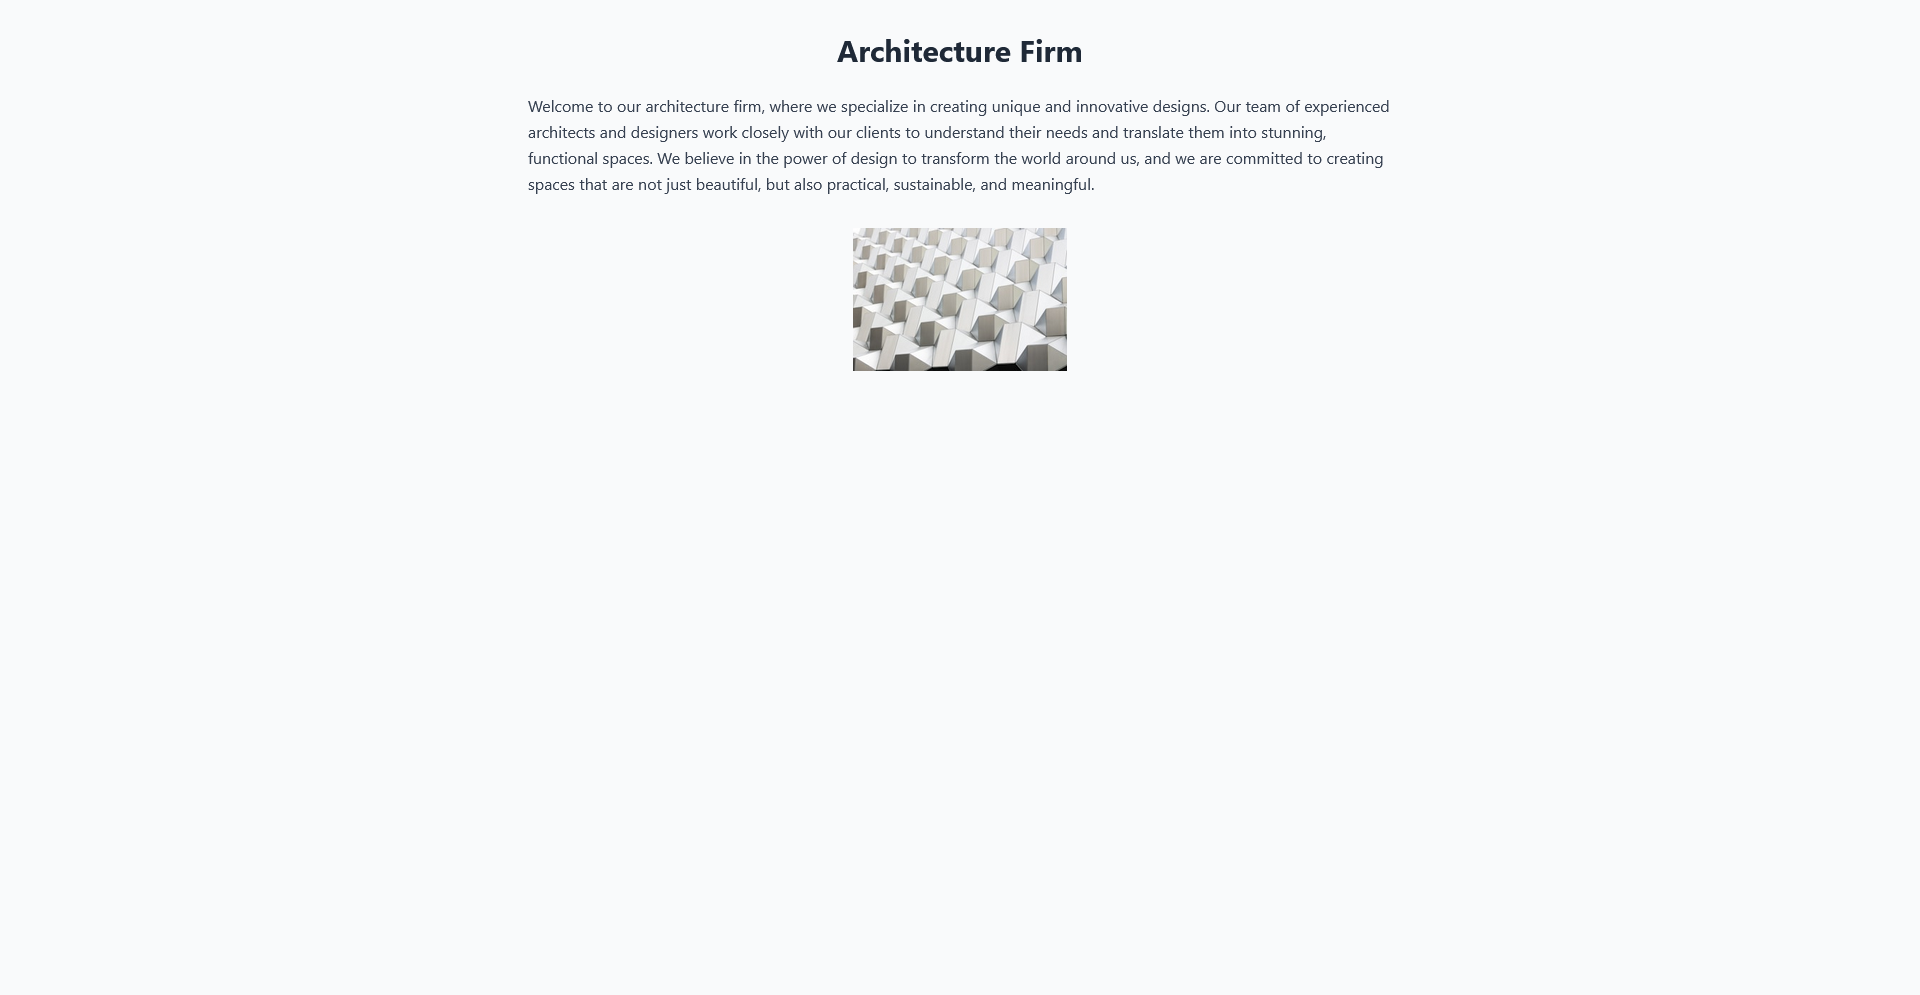 Architecture Firm
Welcome to our architecture firm, where we specialize in creating unique and innovative designs. Our team of experienced
architects and designers work closely with our clients to understand their needs and translate them into stunning,
functional spaces. We believe in the power of design to transform the world around us, and we are committed to creating
spaces that are not just beautiful, but also practical, sustainable, and meaningful.